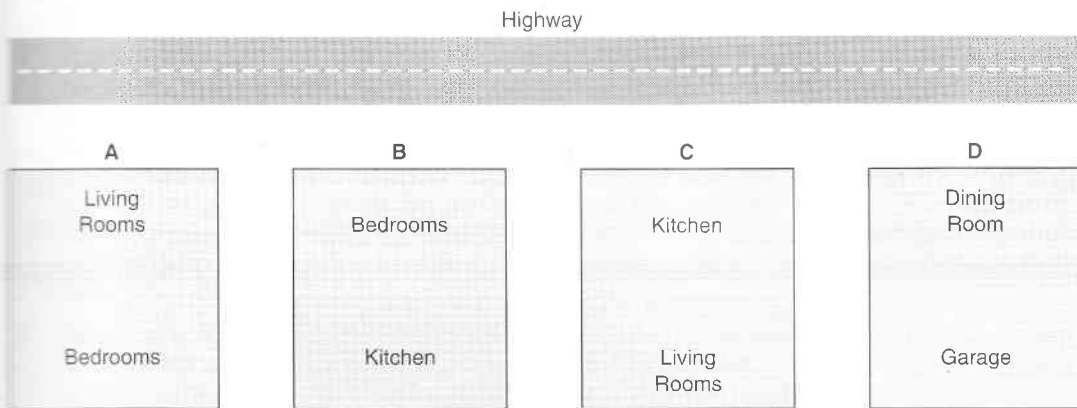 Highway
A
Living
Rooms
Bedrooms
B
Bedrooms
Kitchen
C
Kitchen
Living
Rooms
D
Dining
Room
Garage